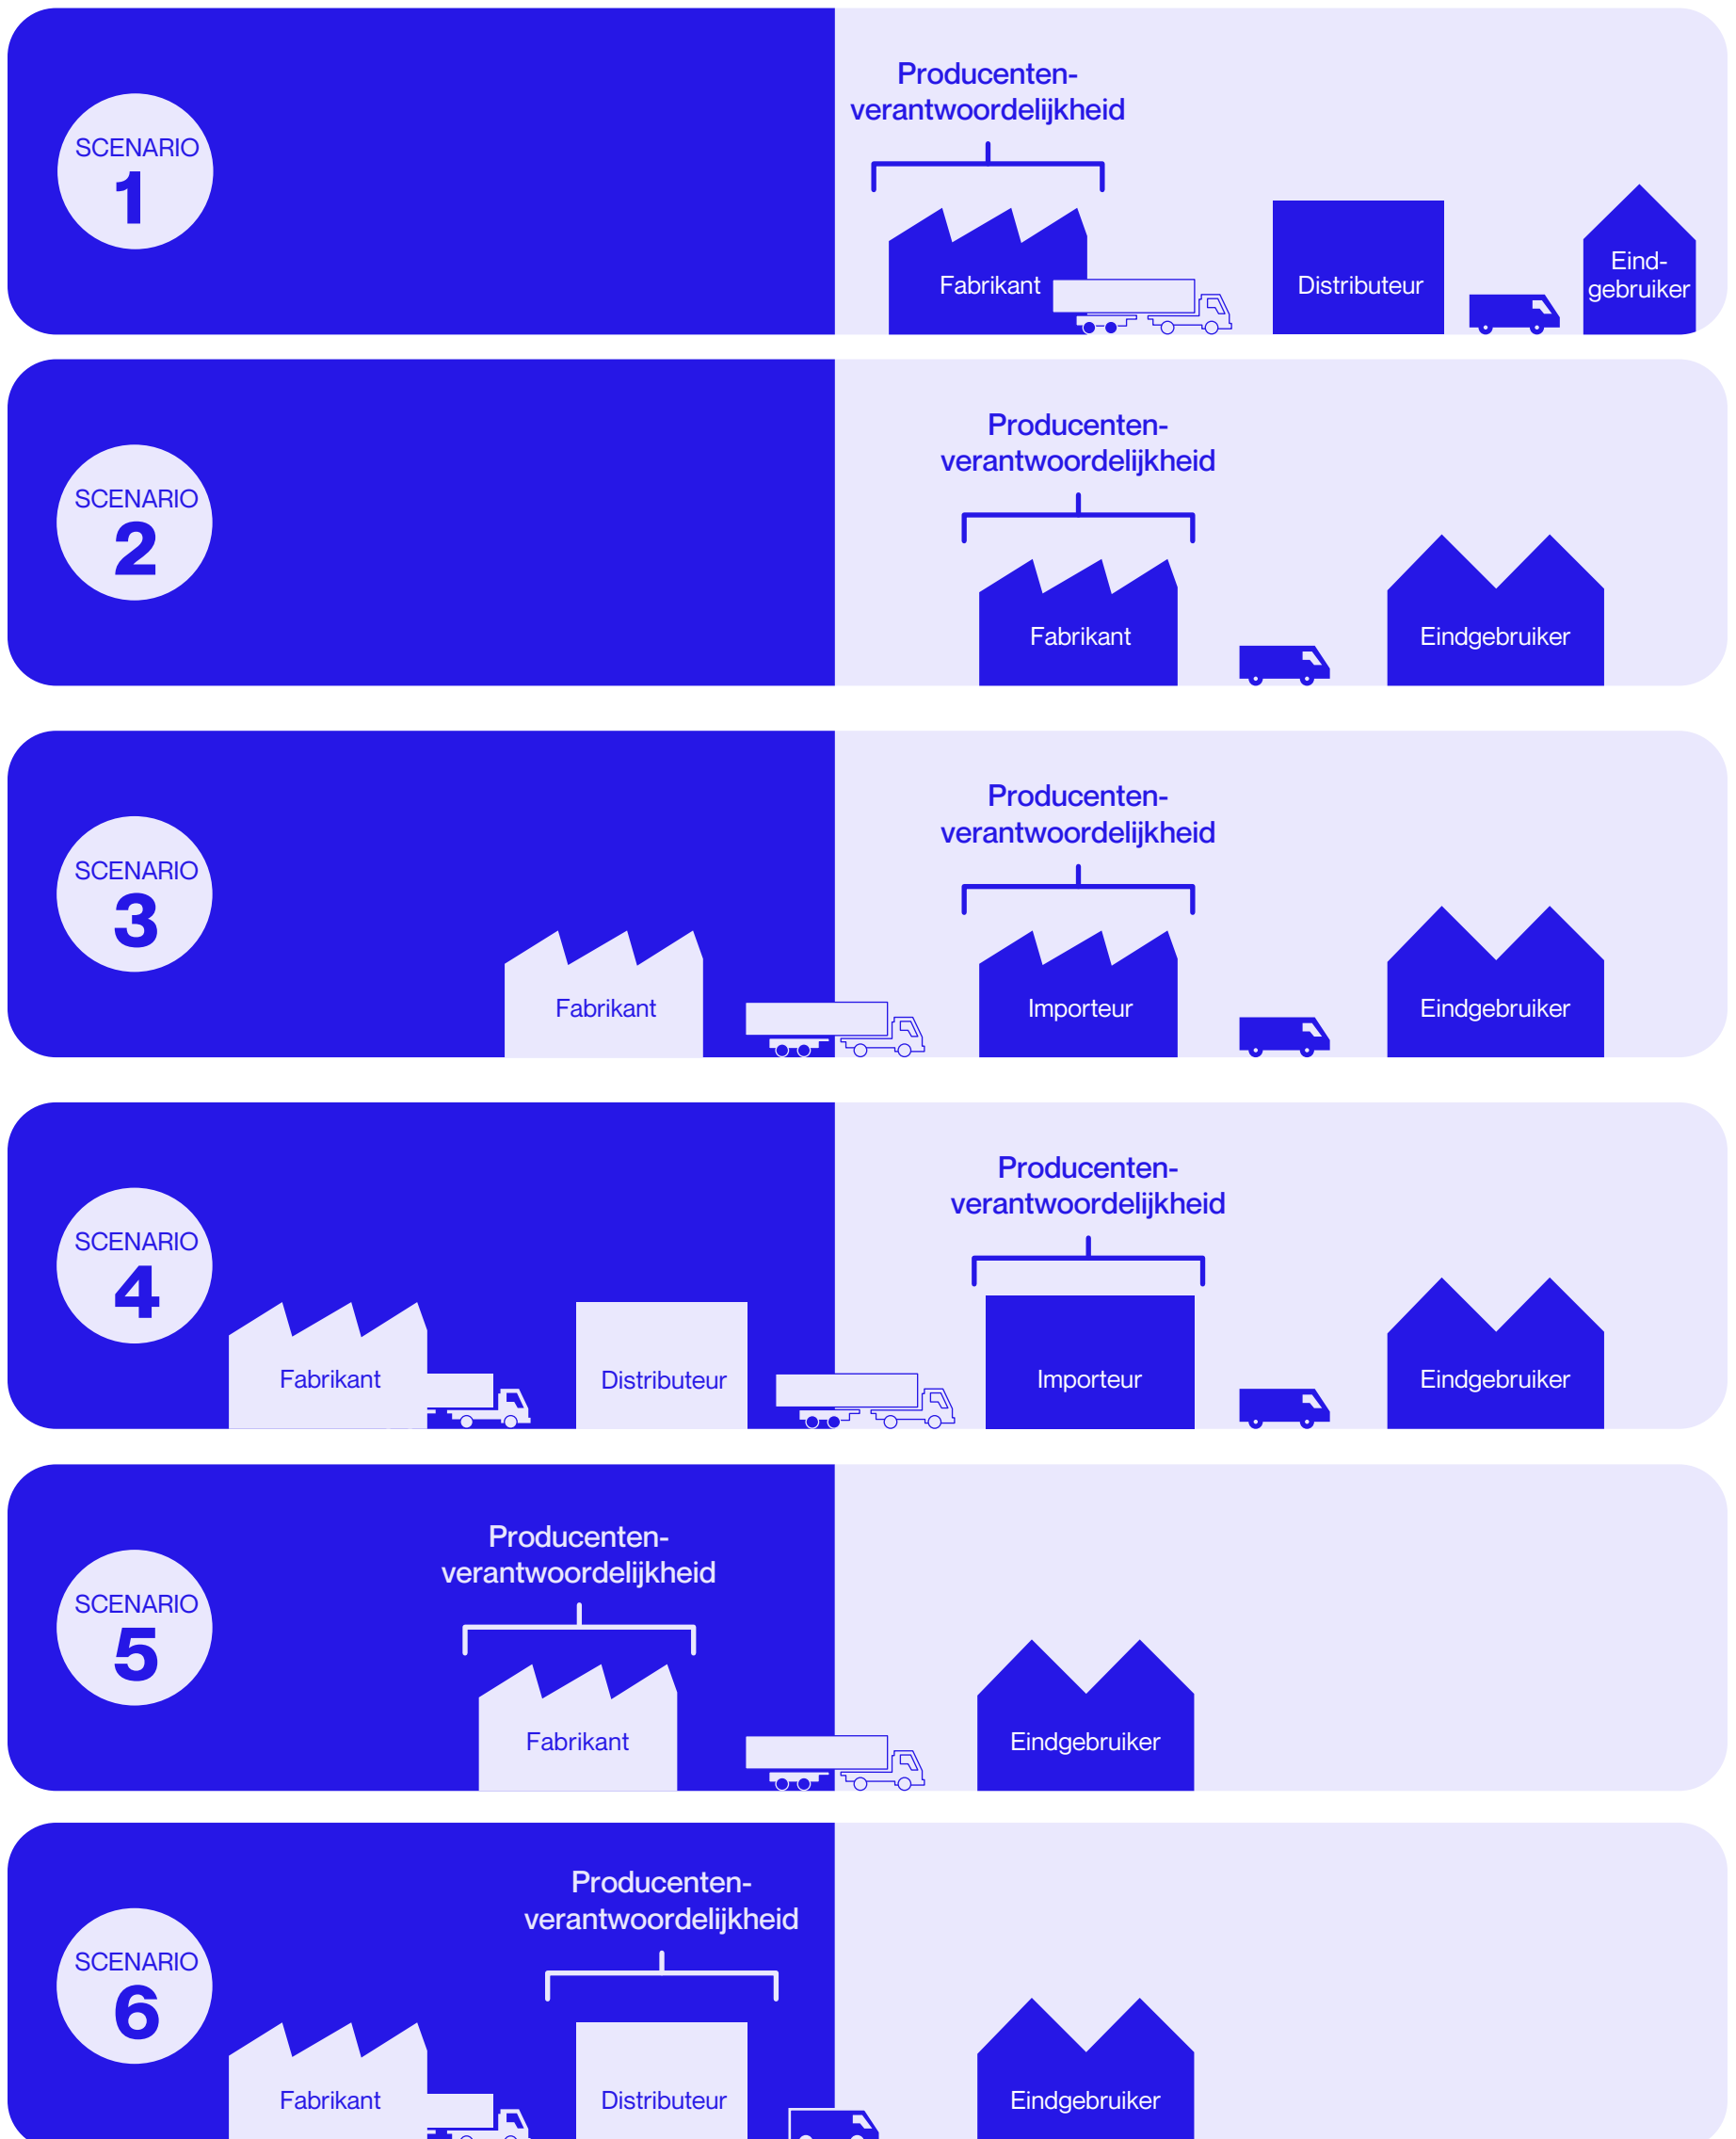 Producenten-
verantwoordelijkheid
SCENARIO
1
Fabrikant
Distributeur
Eind-
gebruiker
Producenten-
verantwoordelijkheid
SCENARIO
2
Fabrikant
Eindgebruiker
Producenten-
verantwoordelijkheid
SCENARIO
3
Fabrikant
Importeur
Eindgebruiker
Producenten-
verantwoordelijkheid
SCENARIO
4
Fabrikant
Distributeur
Importeur
Eindgebruiker
Producenten-
verantwoordelijkheid
SCENARIO
5
Fabrikant
Eindgebruiker
Producenten-
verantwoordelijkheid
SCENARIO
6
Fabrikant
Distributeur
Eindgebruiker